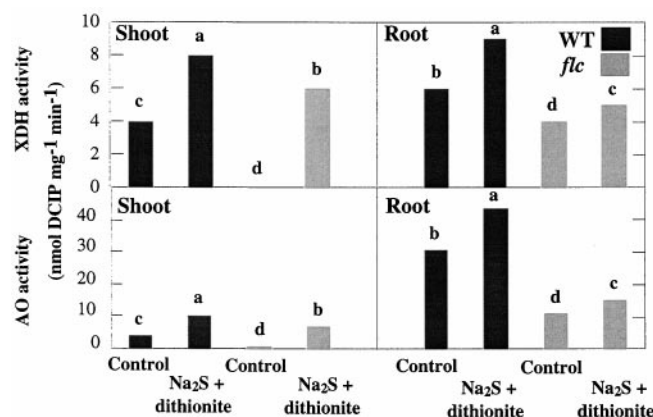 Shoot
Root
WT
flc
XDH activity
(nmol DCIP mg-1 min-1)
AO activity
10
8
6
4
2
0
c
a
d
b
b
a
d
c
Shoot
Root
40
30
20
10
0
c
a
d
b
b
a
d
c
Control
Na₂S +
dithionite
Control
Na₂S +
dithionite
Control
Na₂S +
dithionite
Control
Na₂S +
dithionite